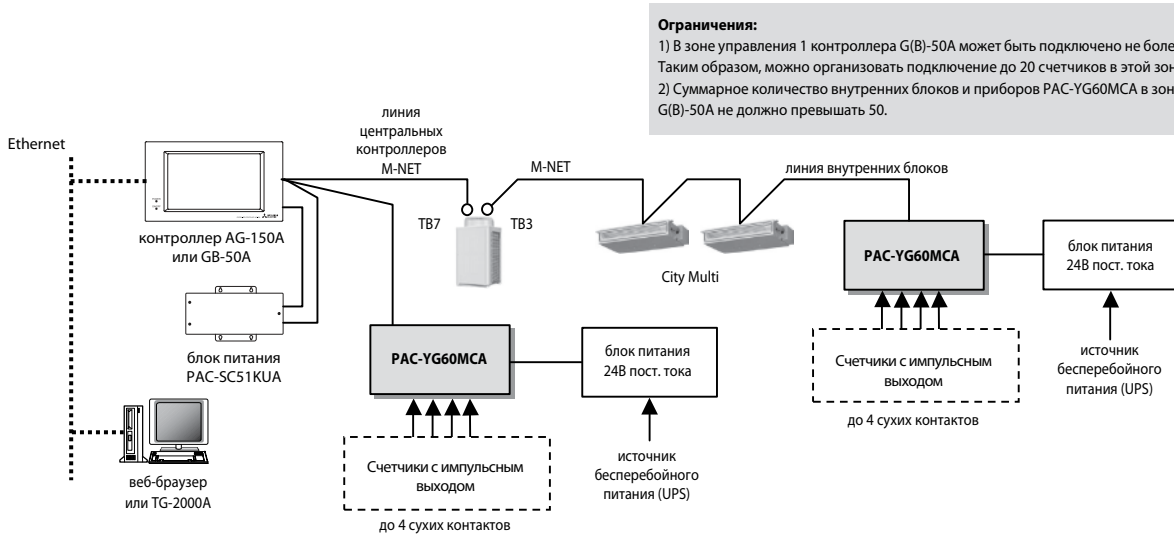 Ограничения:
1) В зоне управления 1 контроллера G(B)-50A может быть подключено не боле
Таким образом, можно организовать подключение до 20 счетчиков в этой зон
2) Суммарное количество внутренних блоков и приборов PAC-YG60MCA в зон
G(B)-50A не должно превышать 50.
Ethernet
линия
центральных
контроллеров
M-NET
M-NET
линия внутренних блоков
TB7
TB3
контроллер AG-150A
или GB-50A
City Multi
PAC-YG60MCA
блок питания
24В пост. тока
блок питания
PAC-SC51KUA
PAC-YG60MCA
блок питания
24В пост. тока
Счетчики с импульсным
выходом
источник
бесперебойного
питания (UPS)
до 4 сухих контактов
веб-браузер
или TG-2000A
Счетчики с импульсным
выходом
источник
бесперебойного
питания (UPS)
до 4 сухих контактов